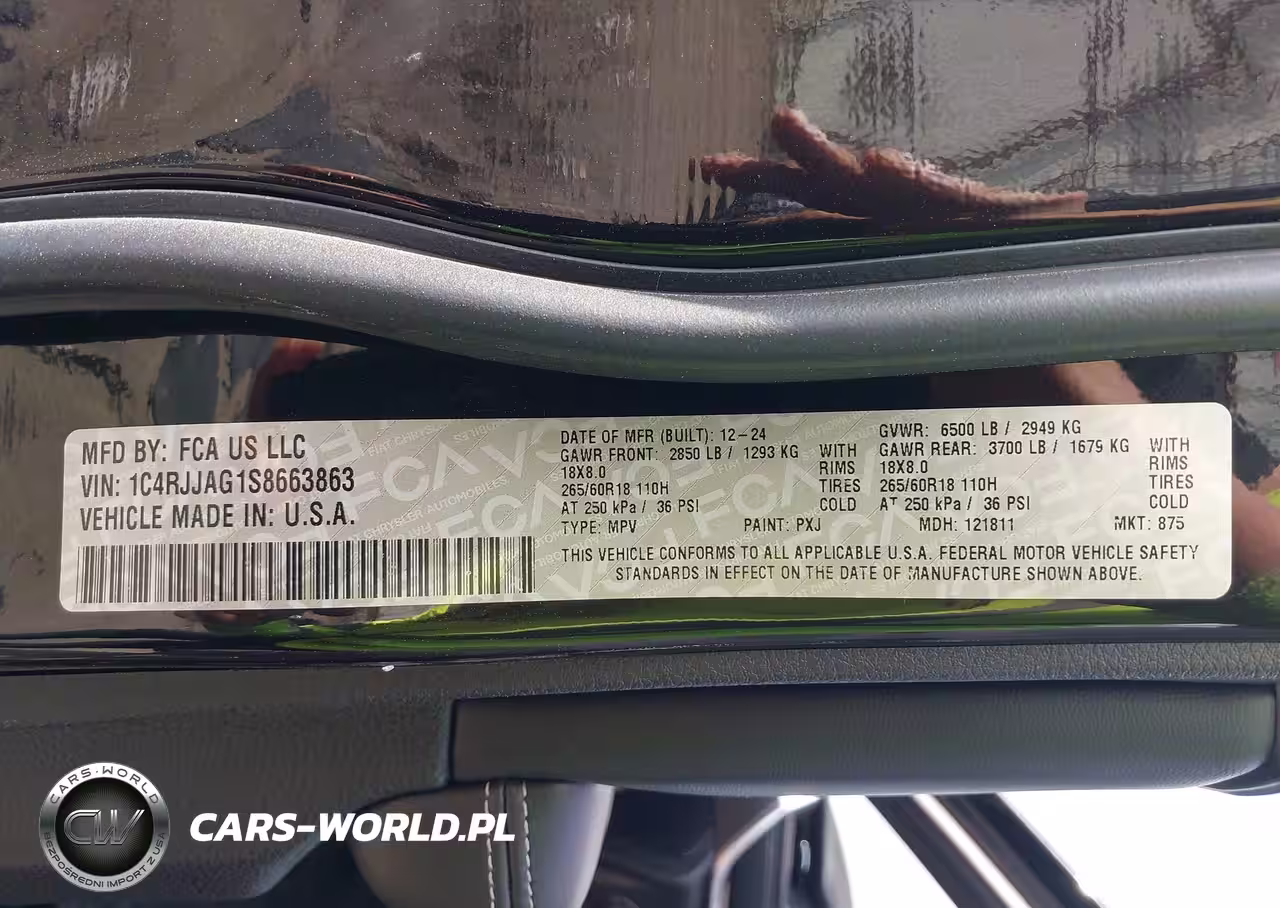 MFD BY: FCA US LLC
VIN: 1C4RJJAG1S8663863
VEHICLE MADE IN: U.S.A.
DATE OF MFR (BUILT): 12-24
GAWR FRONT: 2850 LB / 1293 KG WITH
18X8.0 RIMS
265/60R18 110H TIRES
AT 250 kPa / 36 PSI COLD
GVWR: 6500 LB / 2949 KG
GAWR REAR: 3700 LB / 1679 KG WITH
18X8.0 RIMS
265/60R18 110H TIRES
AT 250 kPa / 36 PSI COLD
TYPE: MPV PAINT: PXJ MDH: 121811 MKT: 875
THIS VEHICLE CONFORMS TO ALL APPLICABLE U.S.A. FEDERAL MOTOR VEHICLE SAFETY
STANDARDS IN EFFECT ON THE DATE OF MANUFACTURE SHOWN ABOVE.
CARS-WORLD
CW
BEZPOŚREDNI IMPORT Z USA
CARS-WORLD.PL